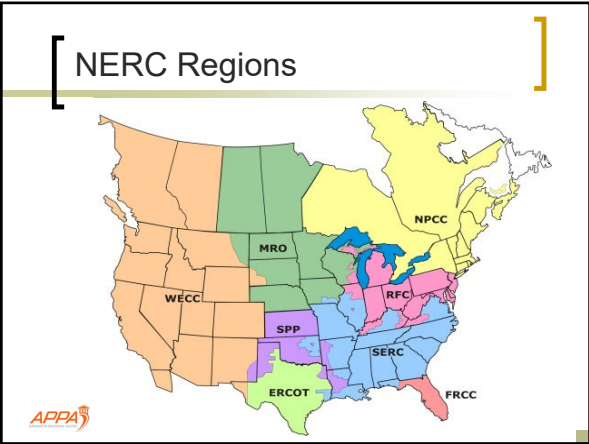 NERC Regions
NPCC
MRO
WECC
RFC
SPP
SERC
ERCOT
FRCC
APPA